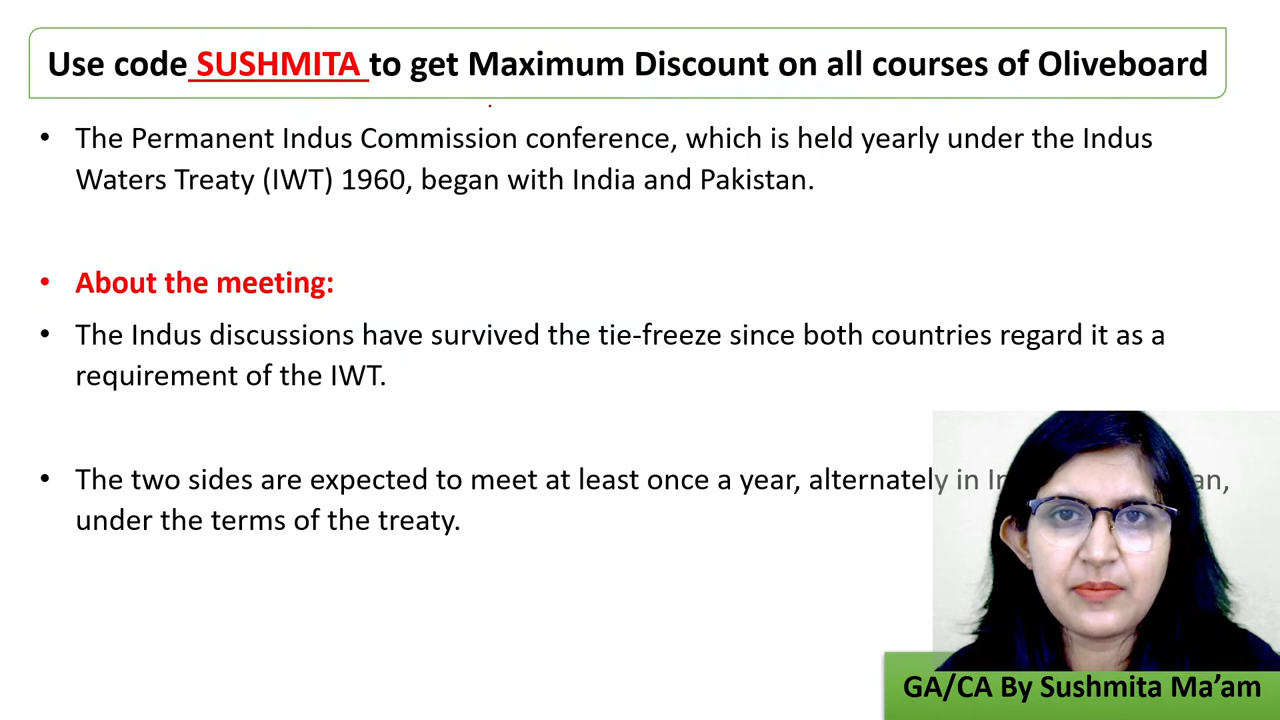 Use code SUSHMITA to get Maximum Discount on all courses of Oliveboard
• The Permanent Indus Commission conference, which is held yearly under the Indus
Waters Treaty (IWT) 1960, began with India and Pakistan.
• About the meeting:
• The Indus discussions have survived the tie-freeze since both countries regard it as a
requirement of the IWT.
• The two sides are expected to meet at least once a year, alternately in
under the terms of the treaty.
GA/CA By Sushmita Ma’am